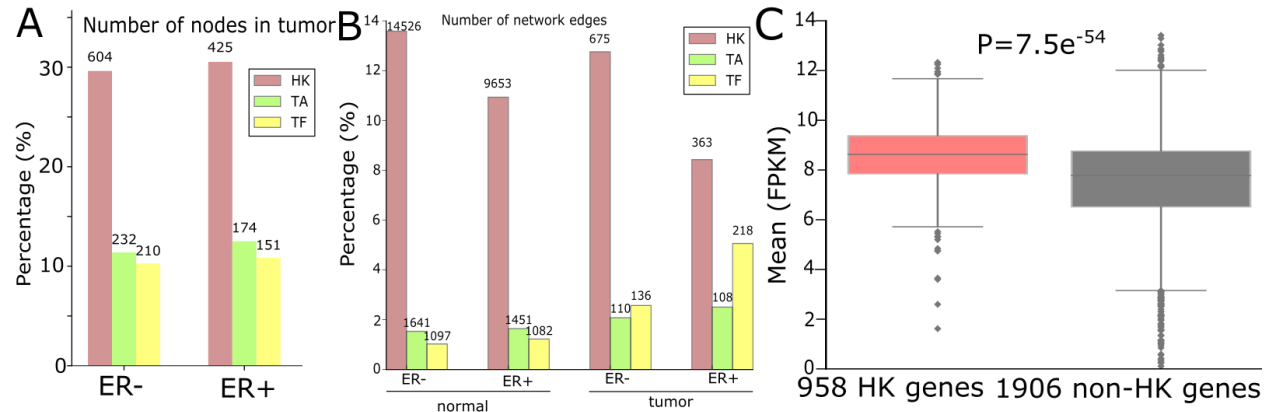 A
Number of nodes in tumor
Percentage (%)
30
20
10
0
604
232
210
425
174
151
HK
TA
TF
ER-
ER+
B
Number of network edges
Percentage (%)
14
12
10
8
6
4
2
0
14526
1641
1097
9653
1451
1082
675
110
136
363
108
218
HK
TA
TF
ER-
ER+
ER-
ER+
normal
tumor
C
P=7.5e⁻⁵⁴
Mean (FPKM)
14
12
10
8
6
4
2
0
958 HK genes
1906 non-HK genes